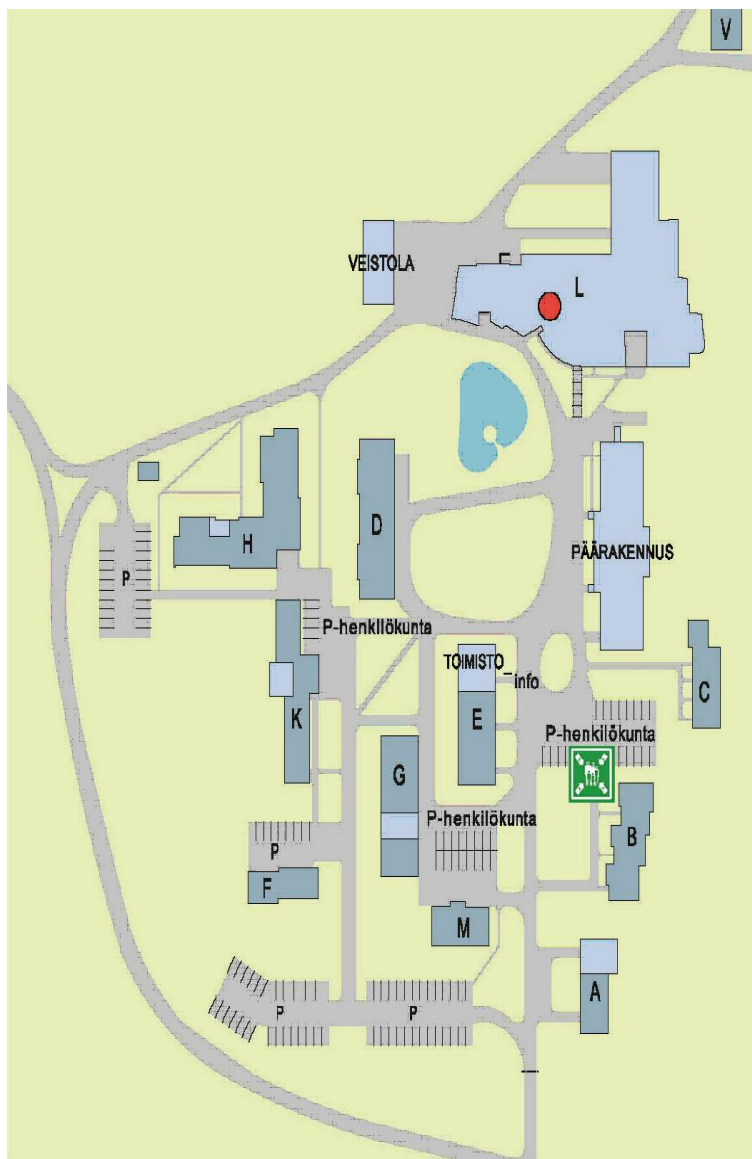 V
VEISTOLA
L
H
D
PÄÄRAKENNUS
P
P-henkilökunta
TOIMISTO
info
C
K
E
P-henkilökunta
G
P-henkilökunta
B
P
F
M
A
P
P